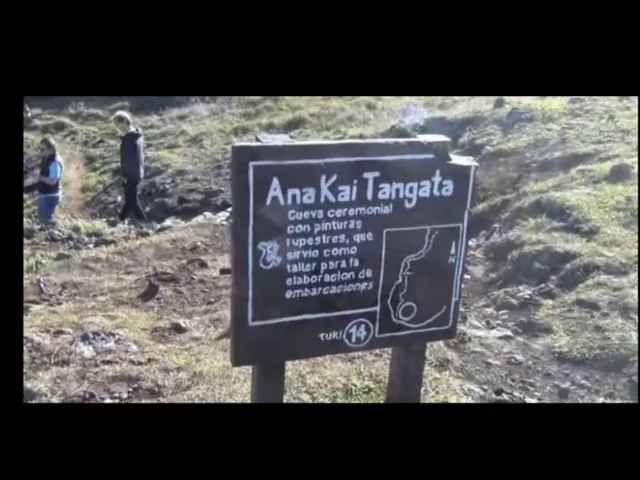 Ana Kai Tangata
Cueva ceremonial
con pinturas
rupestres, que
sirvio como
taller para la
elaboracion de
embarcaciones
N
TUKI 14